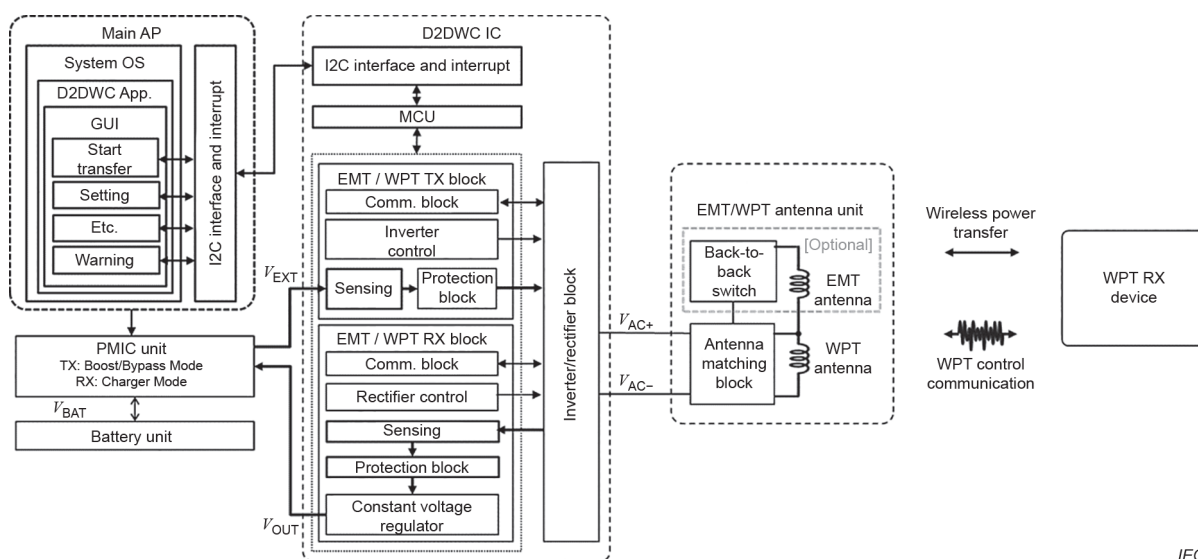 Main AP
System OS
D2DWC App.
GUI
Start
transfer
Setting
Etc.
Warning
I2C interface and interrupt
PMIC unit
TX: Boost/Bypass Mode
RX: Charger Mode
VBAT
Battery unit
VEXT
VOUT
D2DWC IC
I2C interface and interrupt
MCU
EMT / WPT TX block
Comm. block
Inverter
control
Sensing
Protection
block
EMT / WPT RX block
Comm. block
Rectifier control
Sensing
Protection block
Constant voltage
regulator
Inverter/rectifier block
VAC+
VAC−
EMT/WPT antenna unit
[Optional]
Back-to-
back
switch
EMT
antenna
Antenna
matching
block
WPT
antenna
Wireless power
transfer
WPT control
communication
WPT RX
device